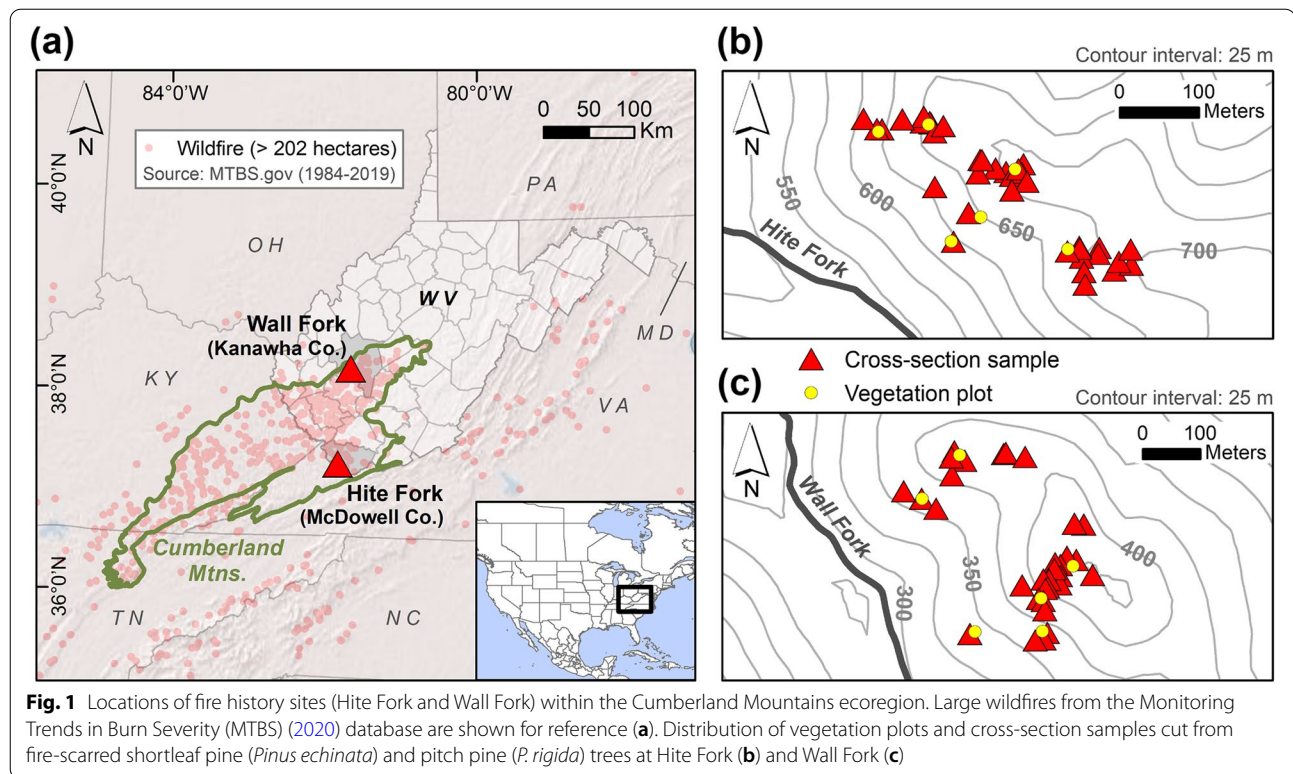 (a)
84°0'W
80°0'W
N
0 50 100
Km
Wildfire (> 202 hectares)
Source: MTBS.gov (1984-2019)
40°0'N
PA
OH
WV
Wall Fork
(Kanawha Co.)
MD
38°0'N
KY
VA
Hite Fork
(McDowell Co.)
Cumberland
Mtns.
36°0'N
TN
NC
(b)
Contour interval: 25 m
N
0 100
Meters
550
600
650
700
Hite Fork
Cross-section sample
Vegetation plot
(c)
Contour interval: 25 m
N
0 100
Meters
Wall Fork
300
350
400
Fig. 1 Locations of fire history sites (Hite Fork and Wall Fork) within the Cumberland Mountains ecoregion. Large wildfires from the Monitoring
Trends in Burn Severity (MTBS) (2020) database are shown for reference (a). Distribution of vegetation plots and cross-section samples cut from
fire-scarred shortleaf pine (Pinus echinata) and pitch pine (P. rigida) trees at Hite Fork (b) and Wall Fork (c)